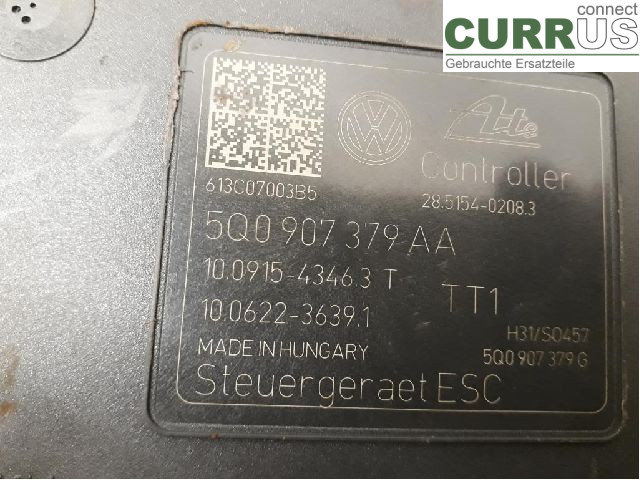 connect
CURRUS
Gebrauchte Ersatzteile
Ate
Controller
613C07003B5
28.5154-0208.3
5Q0 907 379 AA
10.0915-4346.3 T
TT1
10.0622-3639.1
H31/S0457
MADE IN HUNGARY
5Q0 907 379 G
Steuergeraet ESC